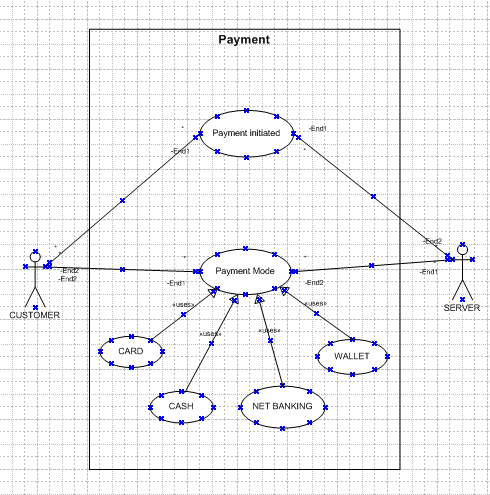 Payment
Payment initiated
-End1
-End1
-End2
-End2
-End2
-End1
-End1
-End2
Payment Mode
CUSTOMER
SERVER
«uses»
«uses»
«uses»
«uses»
CARD
WALLET
CASH
NET BANKING